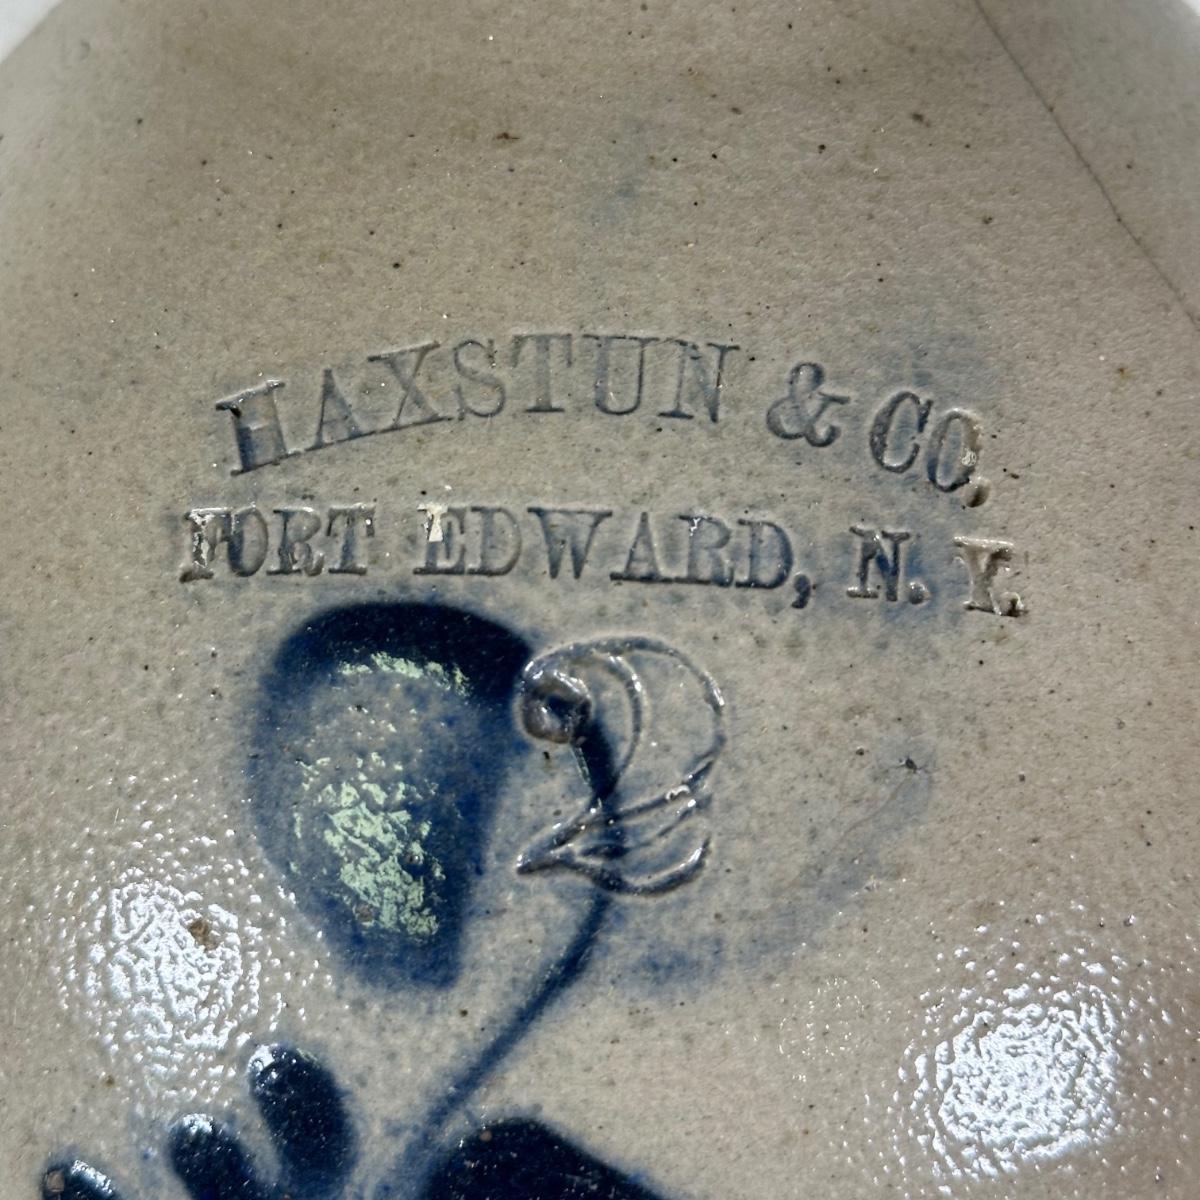 HAXSTUN & CO.
FORT EDWARD, N. Y.
2